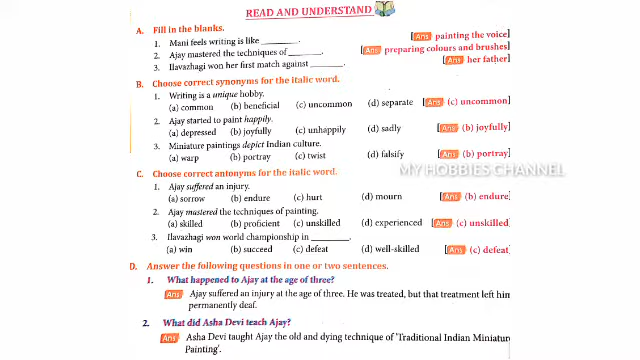 READ AND UNDERSTAND
A. Fill in the blanks.
1. Mani feels writing is like ________. [Ans painting the voice]
2. Ajay mastered the techniques of ________. [Ans preparing colours and brushes]
3. Ilavazhagi won her first match against ________. [Ans her father]
B. Choose correct synonyms for the italic word.
1. Writing is a unique hobby.
(a) common (b) beneficial (c) uncommon (d) separate [Ans (c) uncommon]
2. Ajay started to paint happily.
(a) depressed (b) joyfully (c) unhappily (d) sadly [Ans (b) joyfully]
3. Miniature paintings depict Indian culture.
(a) warp (b) portray (c) twist (d) falsify [Ans (b) portray]
MY HOBBIES CHANNEL
C. Choose correct antonyms for the italic word.
1. Ajay suffered an injury.
(a) sorrow (b) endure (c) hurt (d) mourn [Ans (b) endure]
2. Ajay mastered the techniques of painting.
(a) skilled (b) proficient (c) unskilled (d) experienced [Ans (c) unskilled]
3. Ilavazhagi won world championship in ________.
(a) win (b) succeed (c) defeat (d) well-skilled [Ans (c) defeat]
D. Answer the following questions in one or two sentences.
1. What happened to Ajay at the age of three?
Ans Ajay suffered an injury at the age of three. He was treated, but that treatment left him
permanently deaf.
2. What did Asha Devi teach Ajay?
Ans Asha Devi taught Ajay the old and dying technique of 'Traditional Indian Miniatur
Painting'.